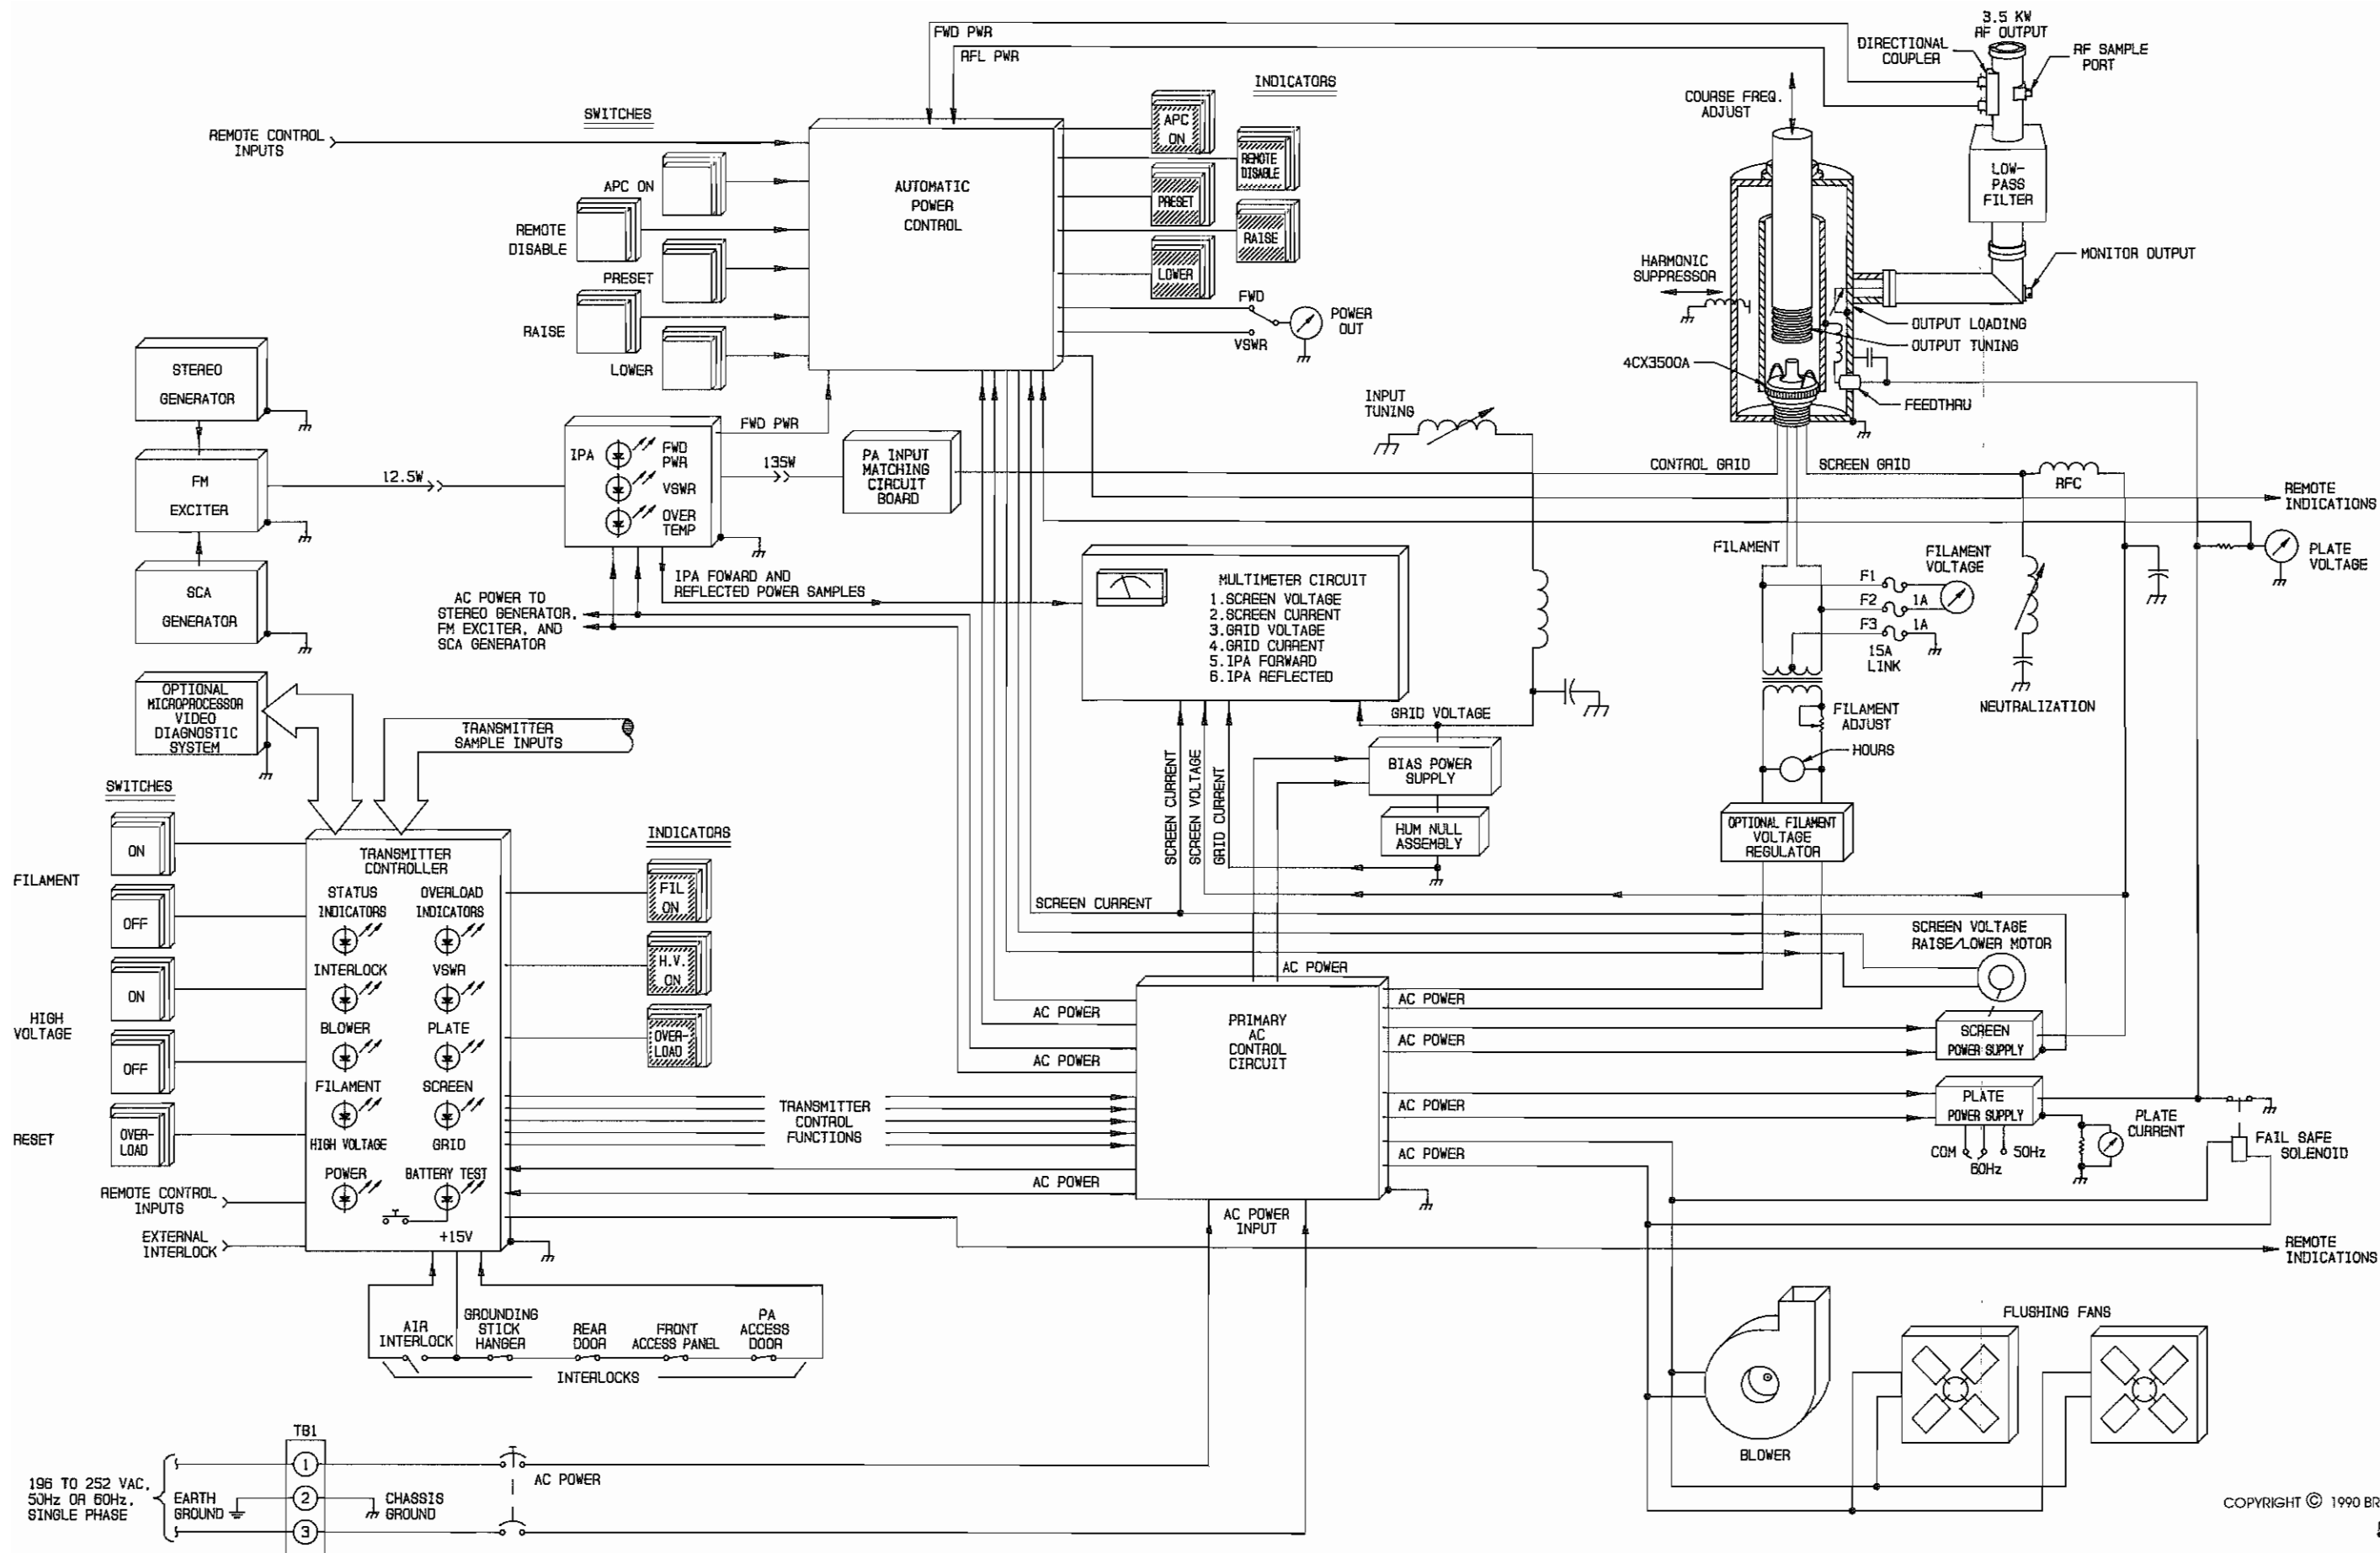 3.5 KW
RF OUTPUT
DIRECTIONAL
COUPLER
RF SAMPLE
PORT
FWD PWR
RFL PWR
INDICATORS
SWITCHES
COURSE FREQ.
ADJUST
REMOTE CONTROL
INPUTS
APC
ON
REMOTE
DISABLE
LOW-
PASS
FILTER
APC ON
AUTOMATIC
POWER
CONTROL
PRESET
REMOTE
DISABLE
RAISE
MONITOR OUTPUT
PRESET
LOWER
HARMONIC
SUPPRESSOR
FWD
POWER
OUT
VSWR
RAISE
OUTPUT LOADING
OUTPUT TUNING
LOWER
4CX3500A
STEREO
GENERATOR
INPUT
TUNING
FEEDTHRU
IPA
FWD
PWR
VSWR
OVER
TEMP
FWD PWR
135W
PA INPUT
MATCHING
CIRCUIT
BOARD
CONTROL GRID
SCREEN GRID
RFC
FM
EXCITER
12.5W
REMOTE
INDICATIONS
FILAMENT
FILAMENT
VOLTAGE
PLATE
VOLTAGE
F1
F2
1A
F3
1A
15A
LINK
SCA
GENERATOR
IPA FOWARD AND
REFLECTED POWER SAMPLES
AC POWER TO
STEREO GENERATOR,
FM EXCITER, AND
SCA GENERATOR
MULTIMETER CIRCUIT
1.SCREEN VOLTAGE
2.SCREEN CURRENT
3.GRID VOLTAGE
4.GRID CURRENT
5.IPA FORWARD
6.IPA REFLECTED
NEUTRALIZATION
OPTIONAL
MICROPROCESSOR
VIDEO
DIAGNOSTIC
SYSTEM
TRANSMITTER
SAMPLE INPUTS
GRID VOLTAGE
FILAMENT
ADJUST
HOURS
SCREEN CURRENT
SCREEN VOLTAGE
GRID CURRENT
BIAS POWER
SUPPLY
HUM NULL
ASSEMBLY
OPTIONAL FILAMENT
VOLTAGE
REGULATOR
SWITCHES
FILAMENT
ON
OFF
HIGH
VOLTAGE
ON
OFF
RESET
OVER-
LOAD
REMOTE CONTROL
INPUTS
EXTERNAL
INTERLOCK
TRANSMITTER
CONTROLLER
STATUS
INDICATORS
OVERLOAD
INDICATORS
INTERLOCK
VSWR
BLOWER
PLATE
FILAMENT
SCREEN
HIGH VOLTAGE
GRID
POWER
BATTERY TEST
+15V
INDICATORS
FIL
ON
H.V.
ON
OVER-
LOAD
SCREEN CURRENT
SCREEN VOLTAGE
RAISE/LOWER MOTOR
AC POWER
AC POWER
AC POWER
AC POWER
PRIMARY
AC
CONTROL
CIRCUIT
AC POWER
SCREEN
POWER SUPPLY
AC POWER
TRANSMITTER
CONTROL
FUNCTIONS
AC POWER
PLATE
POWER SUPPLY
PLATE
CURRENT
COM
60Hz
50Hz
FAIL SAFE
SOLENOID
AC POWER
AC POWER
AC POWER
INPUT
REMOTE
INDICATIONS
AIR
INTERLOCK
GROUNDING
STICK
HANGER
REAR
DOOR
FRONT
ACCESS PANEL
PA
ACCESS
DOOR
INTERLOCKS
FLUSHING FANS
BLOWER
TB1
196 TO 252 VAC,
50Hz OR 60Hz,
SINGLE PHASE
EARTH
GROUND
1
2
3
CHASSIS
GROUND
AC POWER
COPYRIGHT © 1990 BR